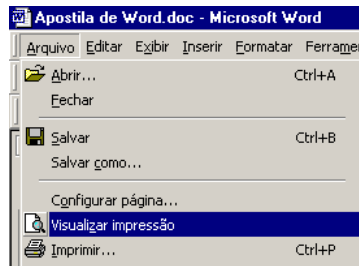 Apostila de Word.doc - Microsoft Word
Arquivo Editar Exibir Inserir Formatar
Abrir... Ctrl+A
Fechar
Salvar Ctrl+B
Salvar como...
Configurar página...
Visualizar impressão
Imprimir... Ctrl+P